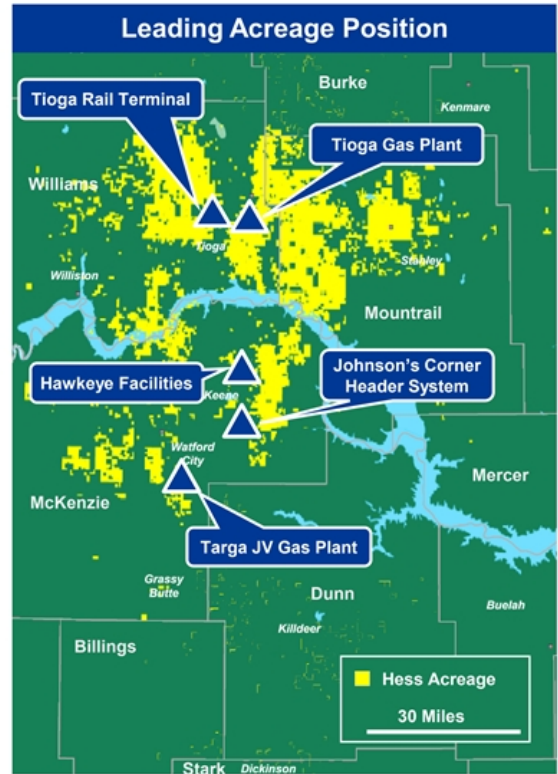 Leading Acreage Position
Burke
Tioga Rail Terminal
Kenmare
Tioga Gas Plant
Williams
Tioga
Stanley
Williston
Mountrail
Johnson's Corner
Header System
Hawkeye Facilities
Keene
Watford
City
Mercer
McKenzie
Targa JV Gas Plant
Grassy
Butte
Dunn
Buelah
Killdeer
Billings
Hess Acreage
30 Miles
Stark
Dickinson